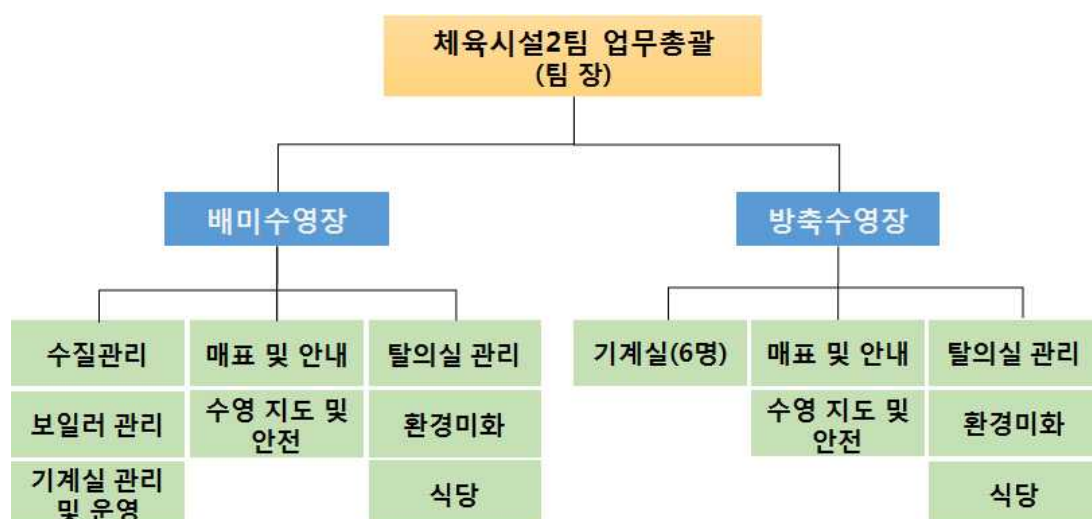 체육시설2팀 업무총괄
(팀 장)
배미수영장
방축수영장
수질관리
매표 및 안내
탈의실 관리
기계실(6명)
매표 및 안내
탈의실 관리
보일러 관리
수영 지도 및
안전
환경미화
수영 지도 및
안전
환경미화
기계실 관리
및 운영
식당
식당